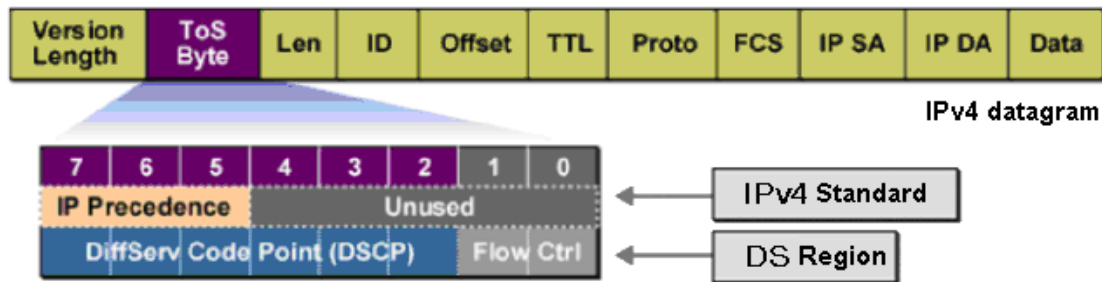 Version Length ToS Byte Len ID Offset TTL Proto FCS IP SA IP DA Data
IPv4 datagram
7 6 5 4 3 2 1 0
IP Precedence Unused IPv4 Standard
DiffServ Code Point (DSCP) Flow Ctrl DS Region